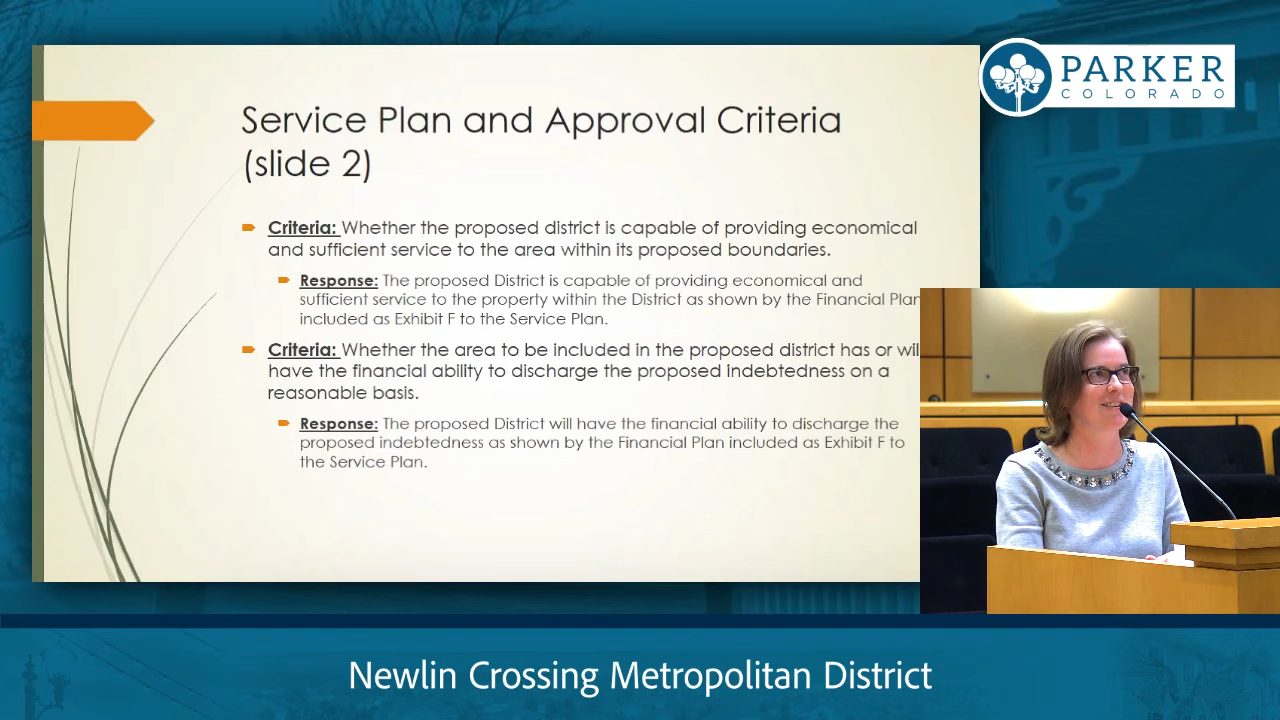 Service Plan and Approval Criteria
(slide 2)
Criteria: Whether the proposed district is capable of providing economical
and sufficient service to the area within its proposed boundaries.
Response: The proposed District is capable of providing economical and
sufficient service to the property within the District as shown by the Financial Plan
included as Exhibit F to the Service Plan.
Criteria: Whether the area to be included in the proposed district has or wil
have the financial ability to discharge the proposed indebtedness on a
reasonable basis.
Response: The proposed District will have the financial ability to discharge the
proposed indebtedness as shown by the Financial Plan included as Exhibit F to
the Service Plan.
PARKER
COLORADO
Newlin Crossing Metropolitan District